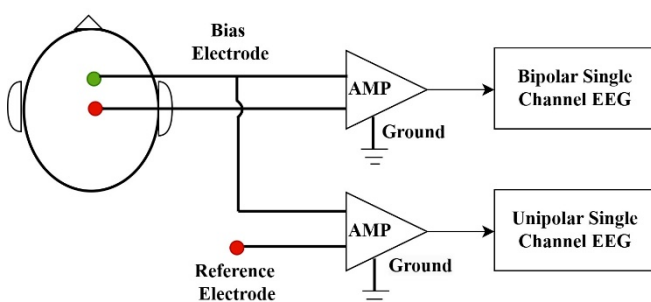 Bias
Electrode
AMP
Ground
Bipolar Single
Channel EEG
AMP
Ground
Unipolar Single
Channel EEG
Reference
Electrode